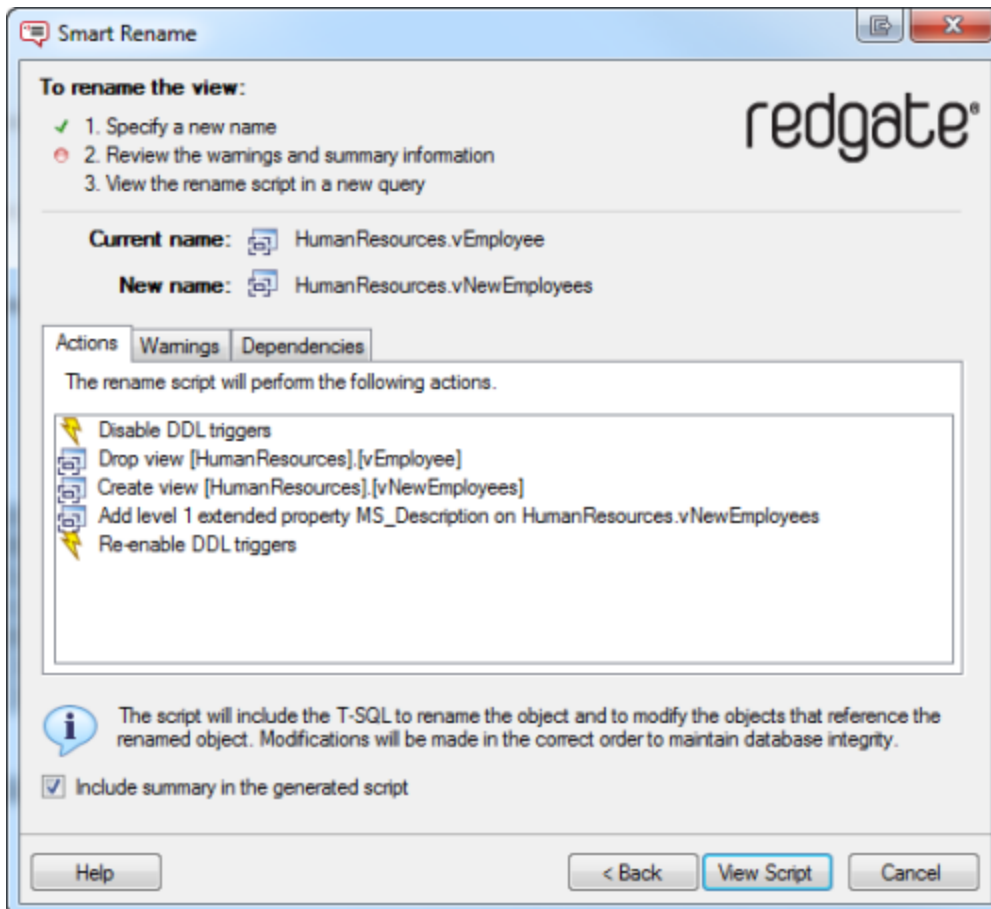 Smart Rename
To rename the view:
redgate®
1. Specify a new name
2. Review the warnings and summary information
3. View the rename script in a new query
Current name: HumanResources.vEmployee
New name: HumanResources.vNewEmployees
Actions Warnings Dependencies
The rename script will perform the following actions.
Disable DDL triggers
Drop view [HumanResources].[vEmployee]
Create view [HumanResources].[vNewEmployees]
Add level 1 extended property MS_Description on HumanResources.vNewEmployees
Re-enable DDL triggers
The script will include the T-SQL to rename the object and to modify the objects that reference the
renamed object. Modifications will be made in the correct order to maintain database integrity.
Include summary in the generated script
Help < Back View Script Cancel